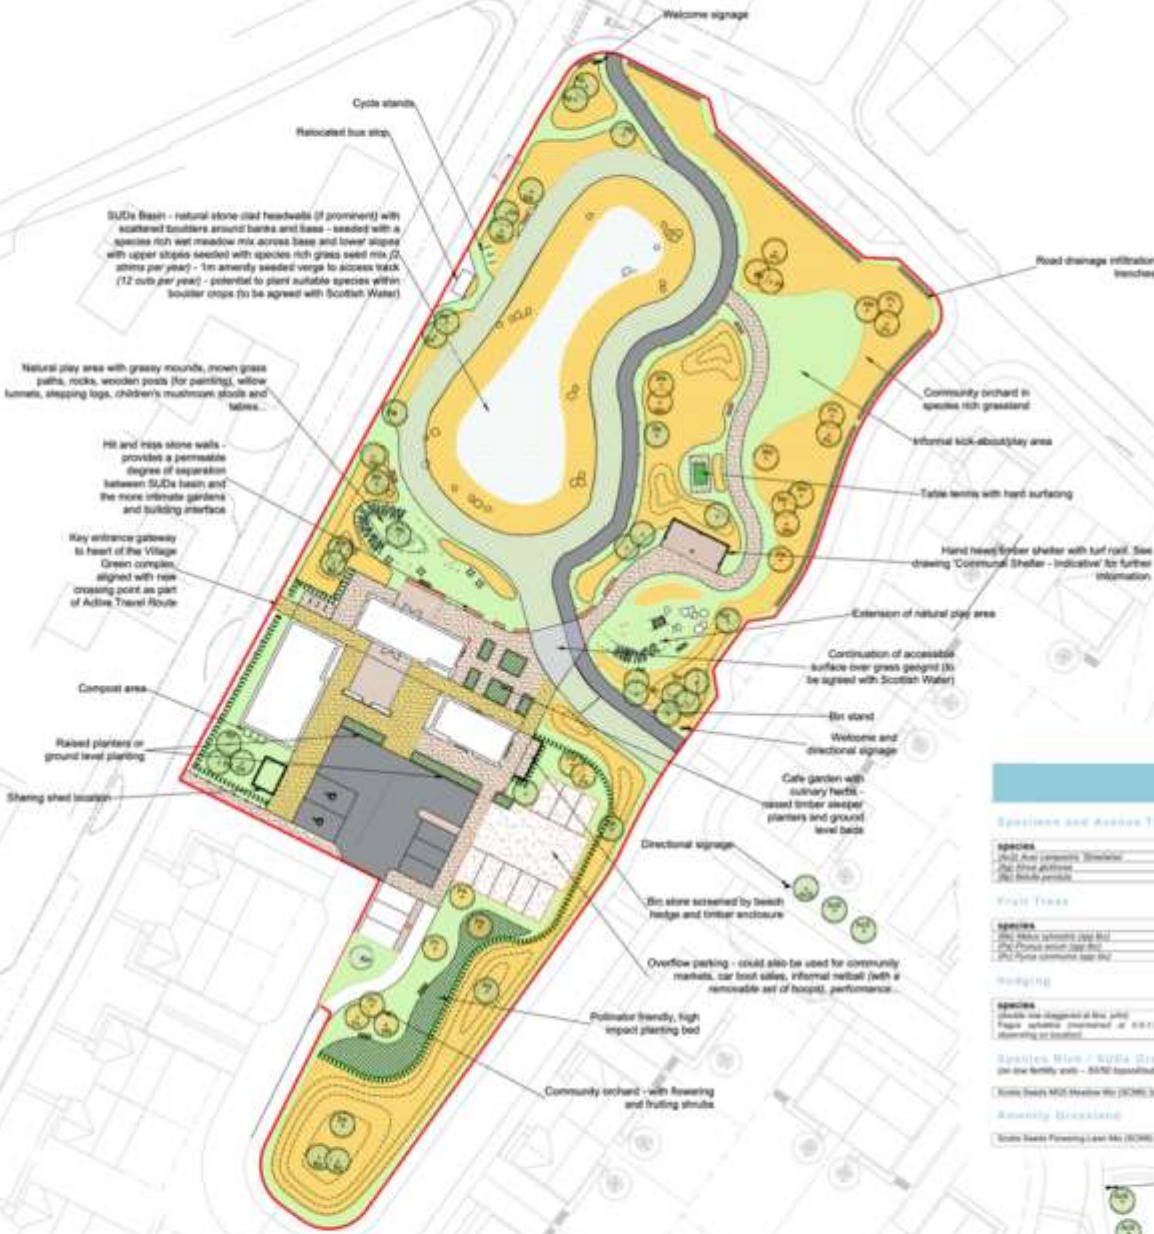 Welcome signage
Cycle stands
Relocated bus stop
SUDs Basin - natural stone clad headwalls (if prominent) with
scattered boulders around banks and base - seeded with a
species rich wet meadow mix across base and lower slopes
with upper slopes seeded with species rich grass seed mix (2
strims per year) - 1m amenity seeded verge to access track
(12 cuts per year) - potential to plant suitable species within
boulder crops (to be agreed with Scottish Water)
Road drainage infiltration
trenches
Natural play area with grassy mounds, mown grass
paths, rocks, wooden posts (for painting), willow
tunnels, stepping logs, children's mushroom stools and
tables...
Community orchard in
species rich grassland
Hit and miss stone walls -
provides a permeable
degree of separation
between SUDs basin and
the more intimate gardens
and building interface
Informal kick-about/play area
Table tennis with hard surfacing
Key entrance gateway
to heart of the Village
Green complex,
aligned with new
crossing point as part
of Active Travel Route
Hand hewn timber shelter with turf roof. See
drawing 'Communal Shelter - Indicative' for further
information.
Extension of natural play area
Continuation of accessible
surface over grass geogrid (to
be agreed with Scottish Water)
Compost area
Bin stand
Welcome and
directional signage
Raised planters or
ground level planting
Sharing shed location
Cafe garden with
culinary herbs -
raised timber sleeper
planters and ground
level beds
Directional signage
Bin store screened by beech
hedge and timber enclosure
Overflow parking - could also be used for community
markets, car boot sales, informal netball (with a
removable set of hoops), performance...
Pollinator friendly, high
impact planting bed
Community orchard - with flowering
and fruiting shrubs
Specimen and Avenue T
species
Fruit Trees
species
Hedging
species
Species Rich / SUDs Gr
Amenity Grassland